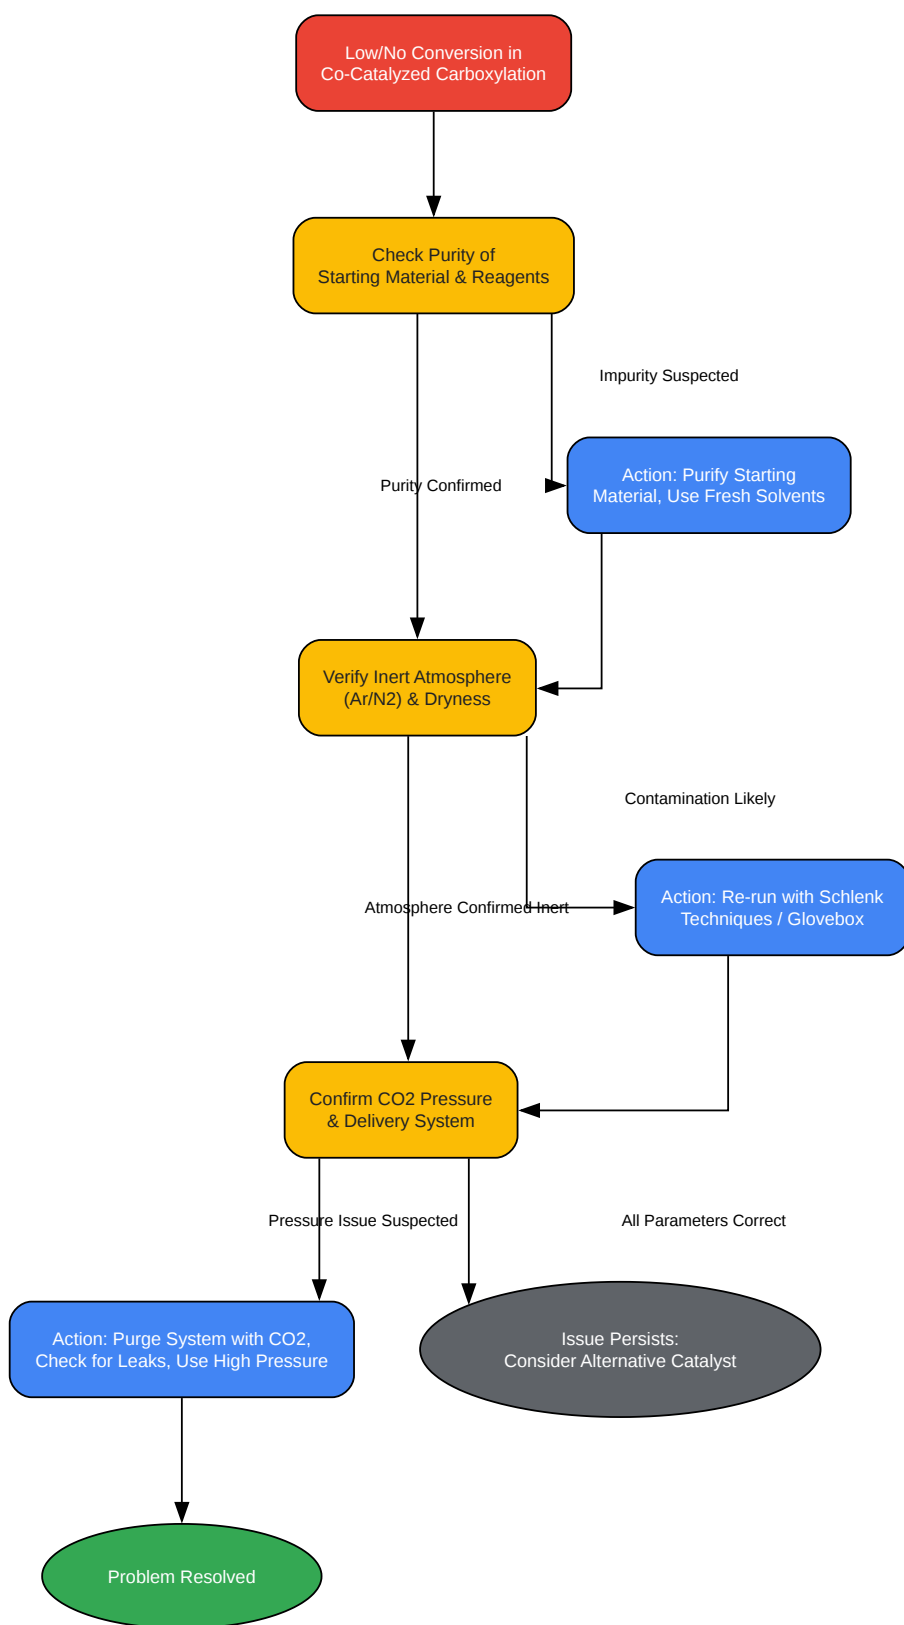 Low/No Conversion in
Co-Catalyzed Carboxylation
Check Purity of
Starting Material & Reagents
Impurity Suspected
Action: Purify Starting
Material, Use Fresh Solvents
Purity Confirmed
Verify Inert Atmosphere
(Ar/N2) & Dryness
Contamination Likely
Action: Re-run with Schlenk
Techniques / Glovebox
Atmosphere Confirmed Inert
Confirm CO2 Pressure
& Delivery System
Pressure Issue Suspected
All Parameters Correct
Action: Purge System with CO2,
Check for Leaks, Use High Pressure
Issue Persists:
Consider Alternative Catalyst
Problem Resolved